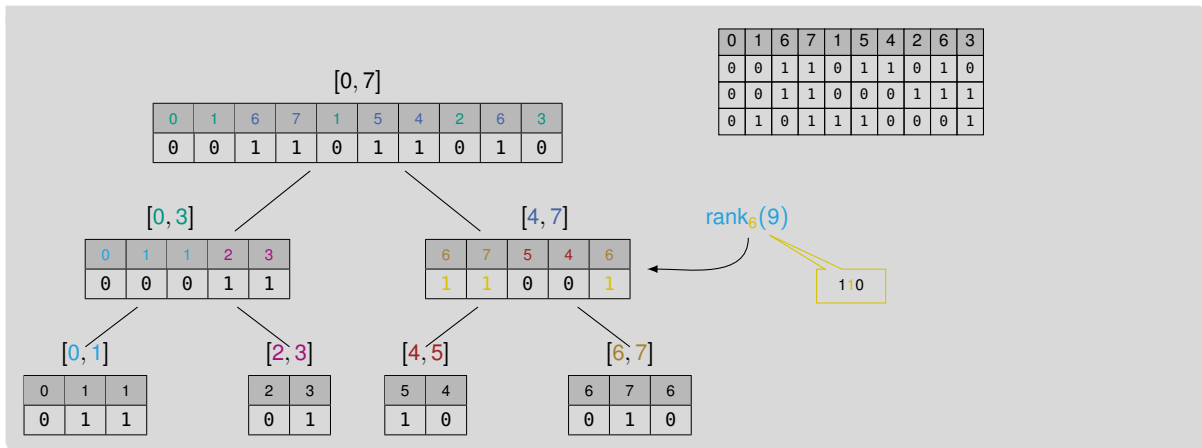 0 1 6 7 1 5 4 2 6 3
0 0 1 1 0 1 1 0 1 0
0 0 1 1 0 0 0 1 1 1
0 1 0 1 1 1 0 0 0 1
[0, 7]
0 1 6 7 1 5 4 2 6 3
0 0 1 1 0 1 1 0 1 0
[0, 3]
0 1 1 2 3
0 0 0 1 1
[4, 7]
6 7 5 4 6
1 1 0 0 1
rank₆(9)
110
[0, 1]
0 1 1
0 1 1
[2, 3]
2 3
0 1
[4, 5]
5 4
1 0
[6, 7]
6 7 6
0 1 0